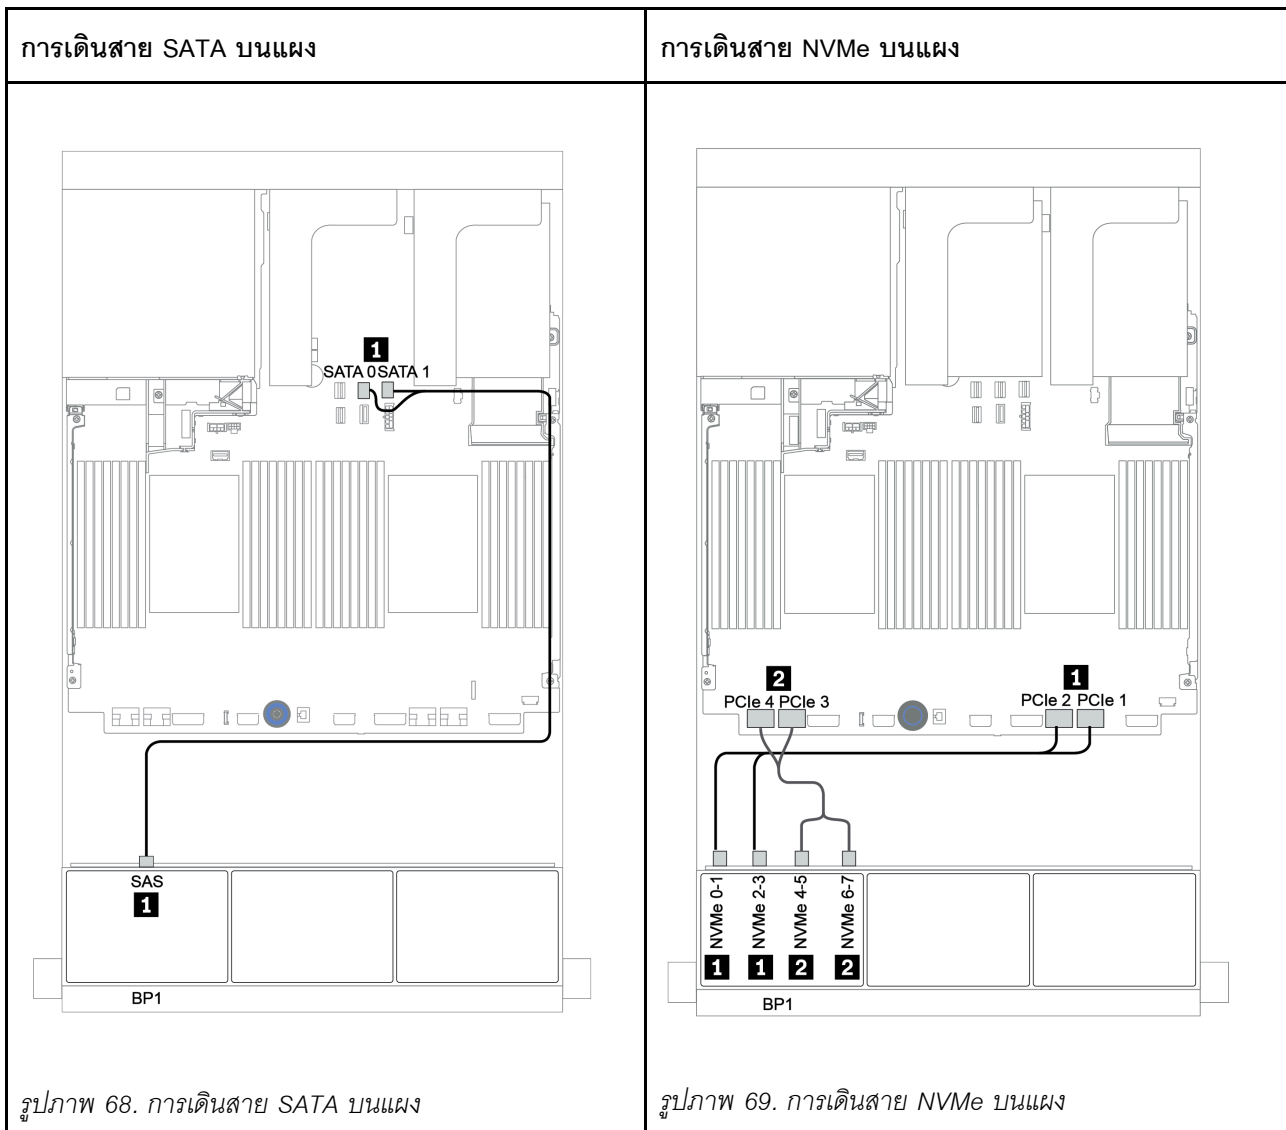 การเดินสาย SATA บนแผง
การเดินสาย NVMe บนแผง
1
SATA 0 SATA 1
SAS
1
BP1
รูปภาพ 68. การเดินสาย SATA บนแผง
2
PCIe 4 PCIe 3
1
PCIe 2 PCIe 1
NVMe 0-1
NVMe 2-3
NVMe 4-5
NVMe 6-7
1 1 2 2
BP1
รูปภาพ 69. การเดินสาย NVMe บนแผง